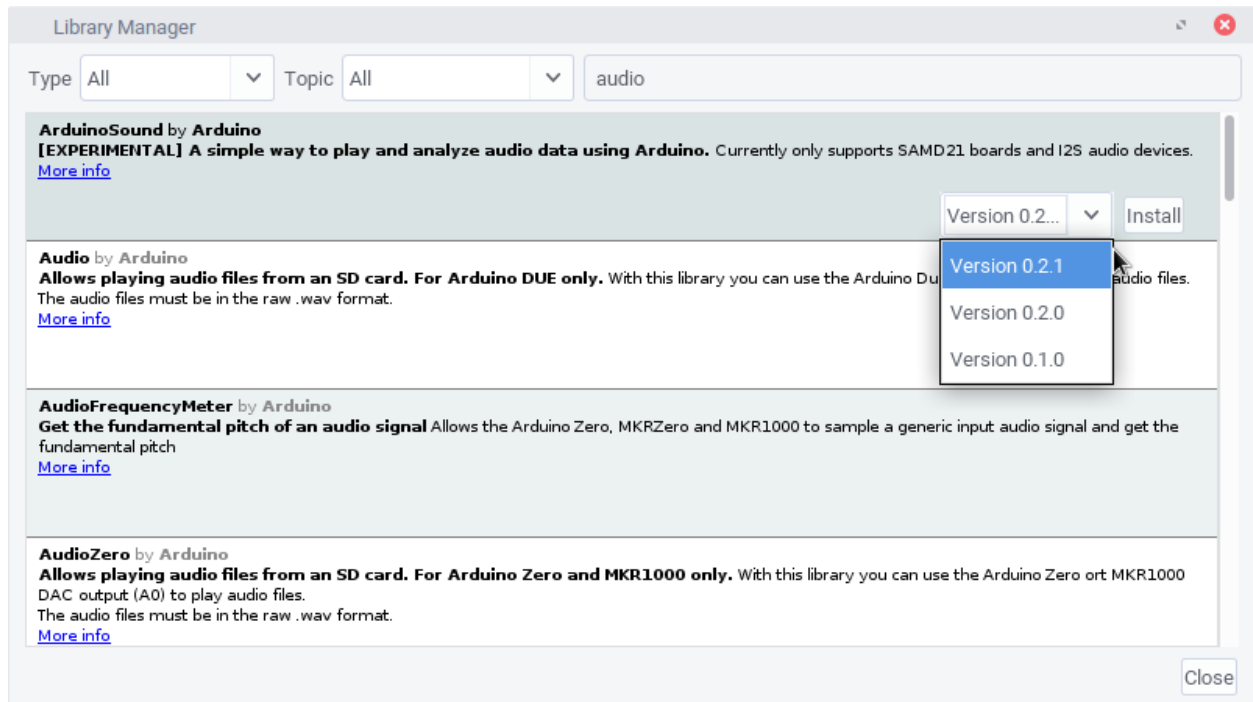 Library Manager
Type All Topic All audio
ArduinoSound by Arduino
[EXPERIMENTAL] A simple way to play and analyze audio data using Arduino. Currently only supports SAMD21 boards and I2S audio devices.
More info
Version 0.2... Install
Version 0.2.1
Version 0.2.0
Version 0.1.0
Audio by Arduino
Allows playing audio files from an SD card. For Arduino DUE only. With this library you can use the Arduino Du audio files.
The audio files must be in the raw .wav format.
More info
AudioFrequencyMeter by Arduino
Get the fundamental pitch of an audio signal Allows the Arduino Zero, MKRZero and MKR1000 to sample a generic input audio signal and get the
fundamental pitch
More info
AudioZero by Arduino
Allows playing audio files from an SD card. For Arduino Zero and MKR1000 only. With this library you can use the Arduino Zero ort MKR1000
DAC output (A0) to play audio files.
The audio files must be in the raw .wav format.
More info
Close